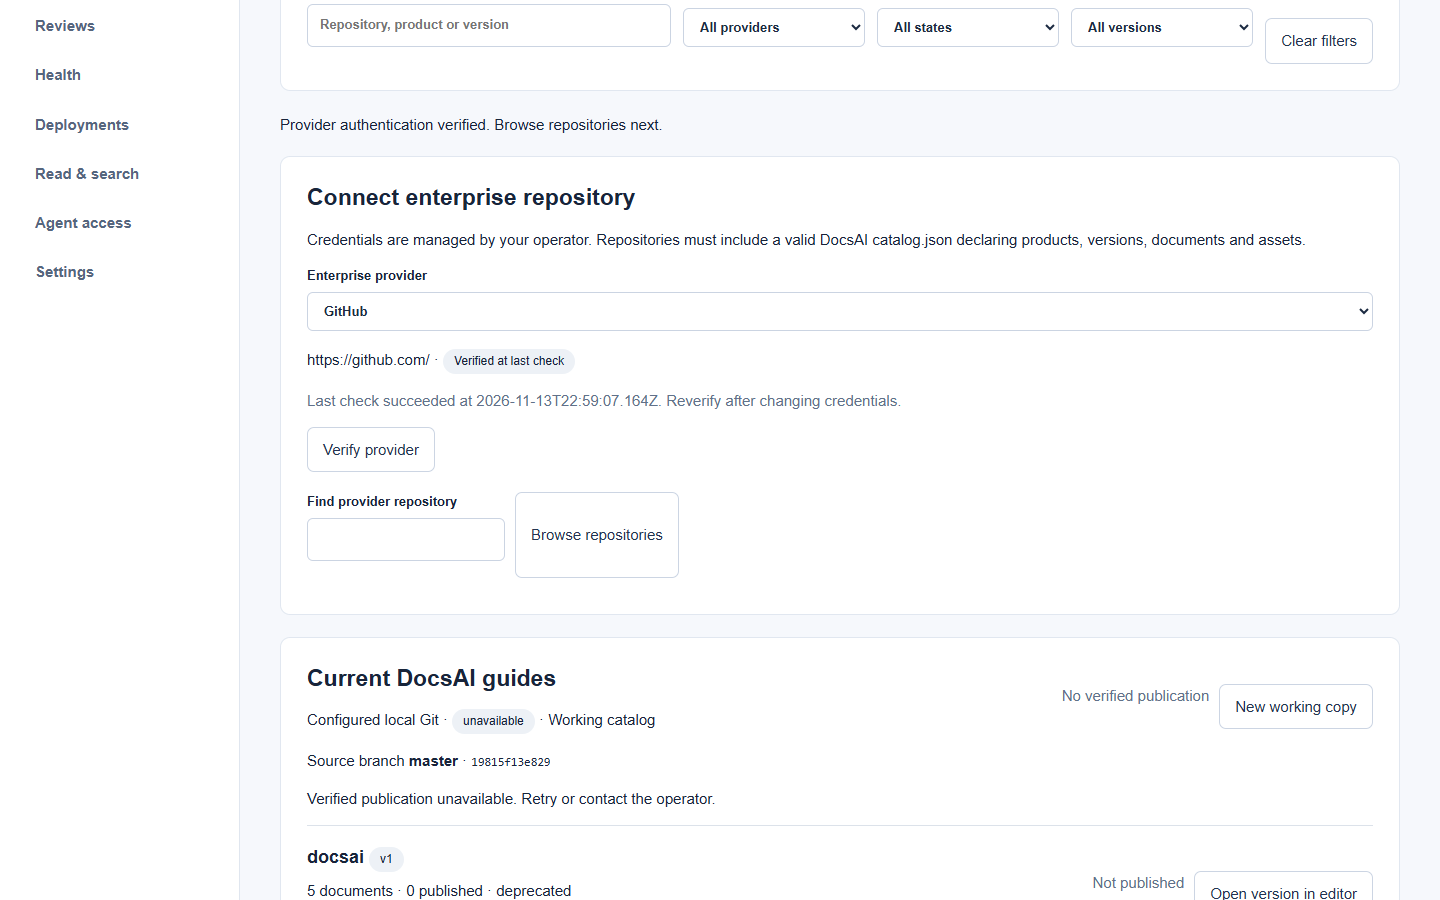 Reviews
Health
Deployments
Read & search
Agent access
Settings
Repository, product or version
All providers
All states
All versions
Clear filters
Provider authentication verified. Browse repositories next.
Connect enterprise repository
Credentials are managed by your operator. Repositories must include a valid DocsAI catalog.json declaring products, versions, documents and assets.
Enterprise provider
GitHub
https://github.com/ · Verified at last check
Last check succeeded at 2026-11-13T22:59:07.164Z. Reverify after changing credentials.
Verify provider
Find provider repository
Browse repositories
Current DocsAI guides
Configured local Git · unavailable · Working catalog
No verified publication
New working copy
Source branch master · 19815f13e829
Verified publication unavailable. Retry or contact the operator.
docsai v1
5 documents · 0 published · deprecated
Not published
Open version in editor